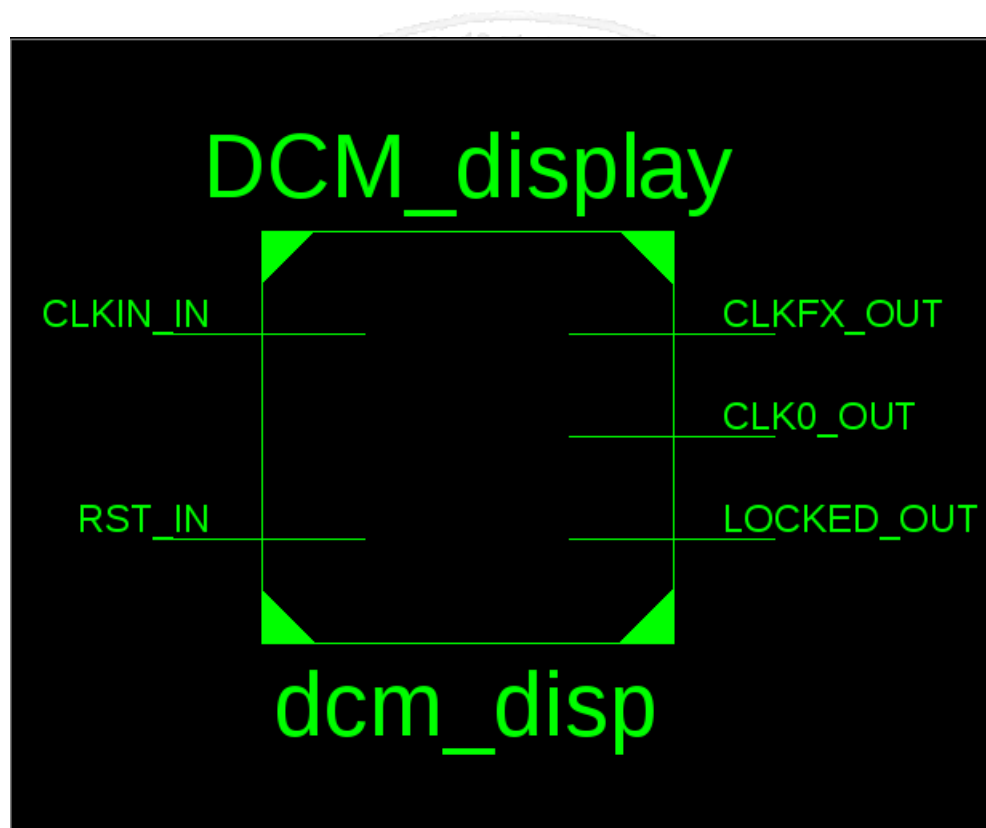 DCM_display
CLKIN_IN
CLKFX_OUT
CLK0_OUT
RST_IN
LOCKED_OUT
dcm_disp